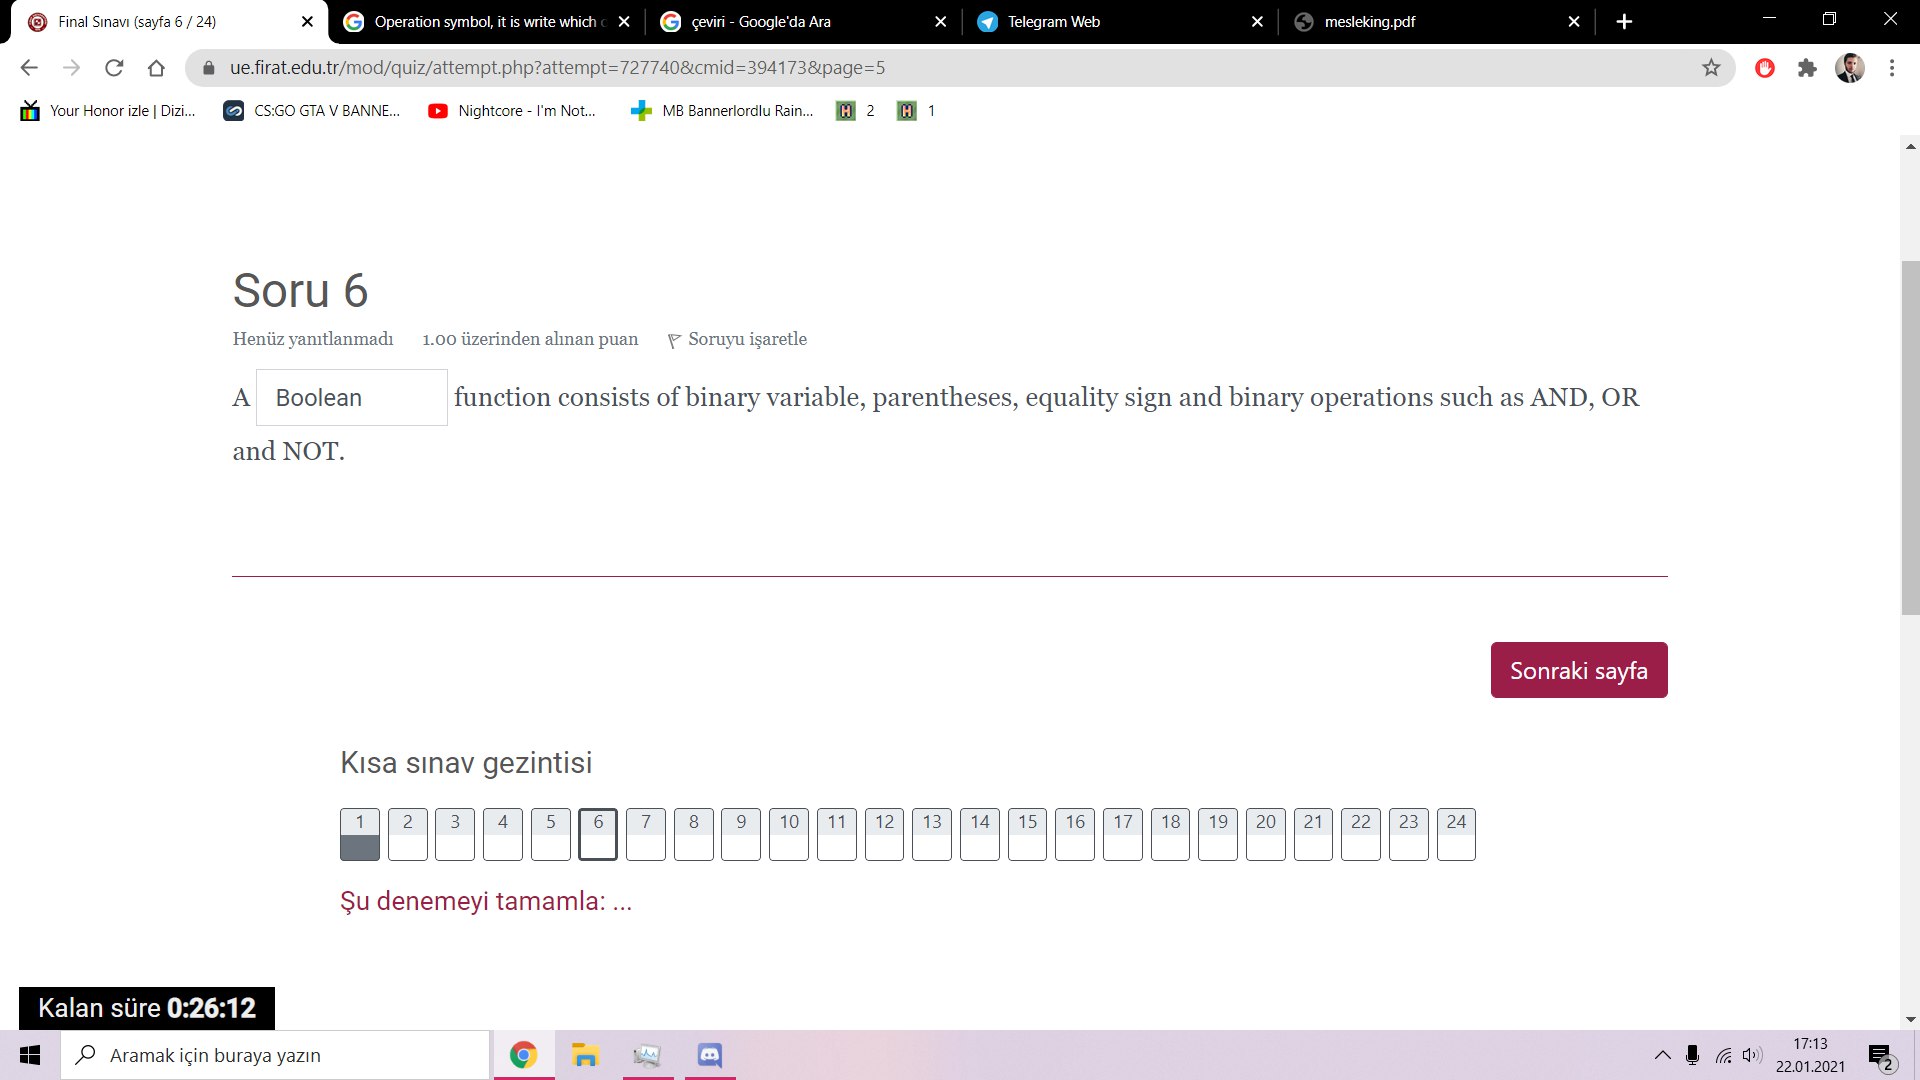 Final Sınavı (sayfa 6 / 24)
Operation symbol, it is write which
çeviri - Google'da Ara
Telegram Web
mesleking.pdf
ue.firat.edu.tr/mod/quiz/attempt.php?attempt=727740&cmid=394173&page=5
Your Honor izle | Dizi...
CS:GO GTA V BANNE...
Nightcore - I'm Not...
MB Bannerlordlu Rain...
2
1
Soru 6
Henüz yanıtlanmadı 1.00 üzerinden alınan puan Soruyu işaretle
A Boolean function consists of binary variable, parentheses, equality sign and binary operations such as AND, OR
and NOT.
Sonraki sayfa
Kısa sınav gezintisi
1 2 3 4 5 6 7 8 9 10 11 12 13 14 15 16 17 18 19 20 21 22 23 24
Şu denemeyi tamamla: ...
Kalan süre 0:26:12
Aramak için buraya yazın
17:13
22.01.2021
2